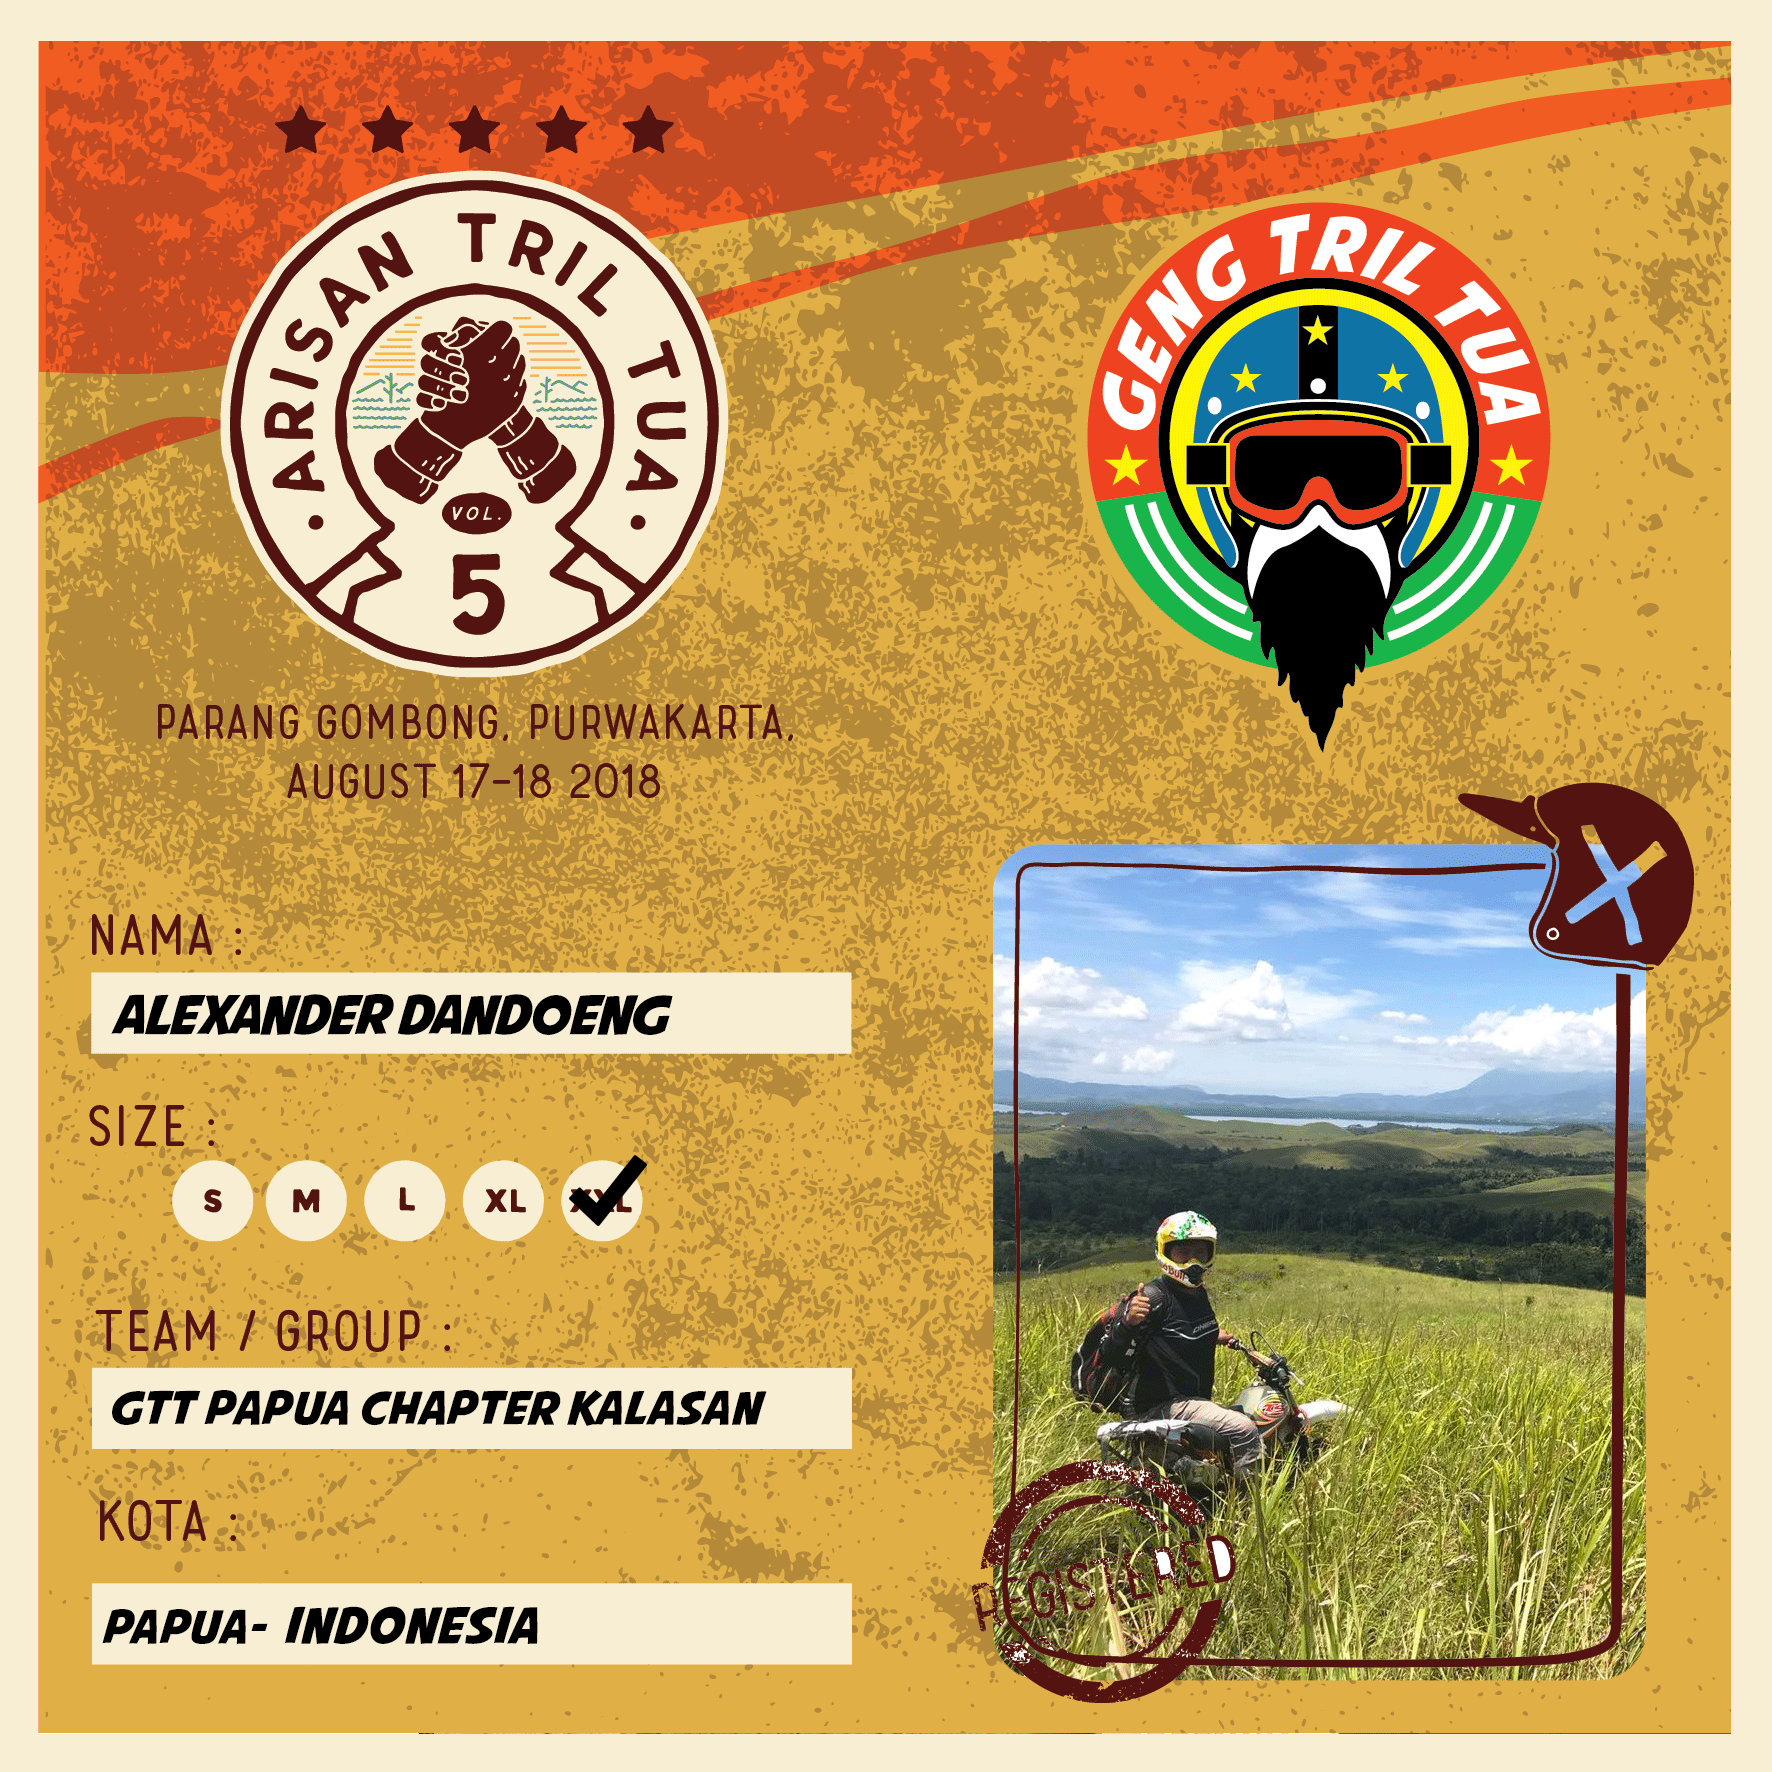 ARISAN TRIL TUA
VOL.
5
GENG TRIL TUA
PARANG GOMBONG, PURWAKARTA,
AUGUST 17-18 2018
NAMA :
ALEXANDER DANDOENG
SIZE :
S M L XL XXL
TEAM / GROUP :
GTT PAPUA CHAPTER KALASAN
KOTA :
PAPUA- INDONESIA
REGISTERED